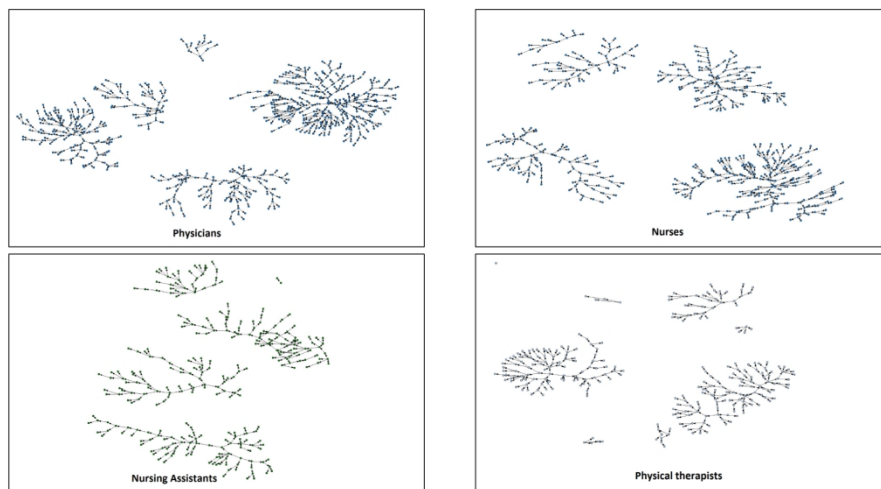 Physicians
Nurses
Nursing Assistants
Physical therapists